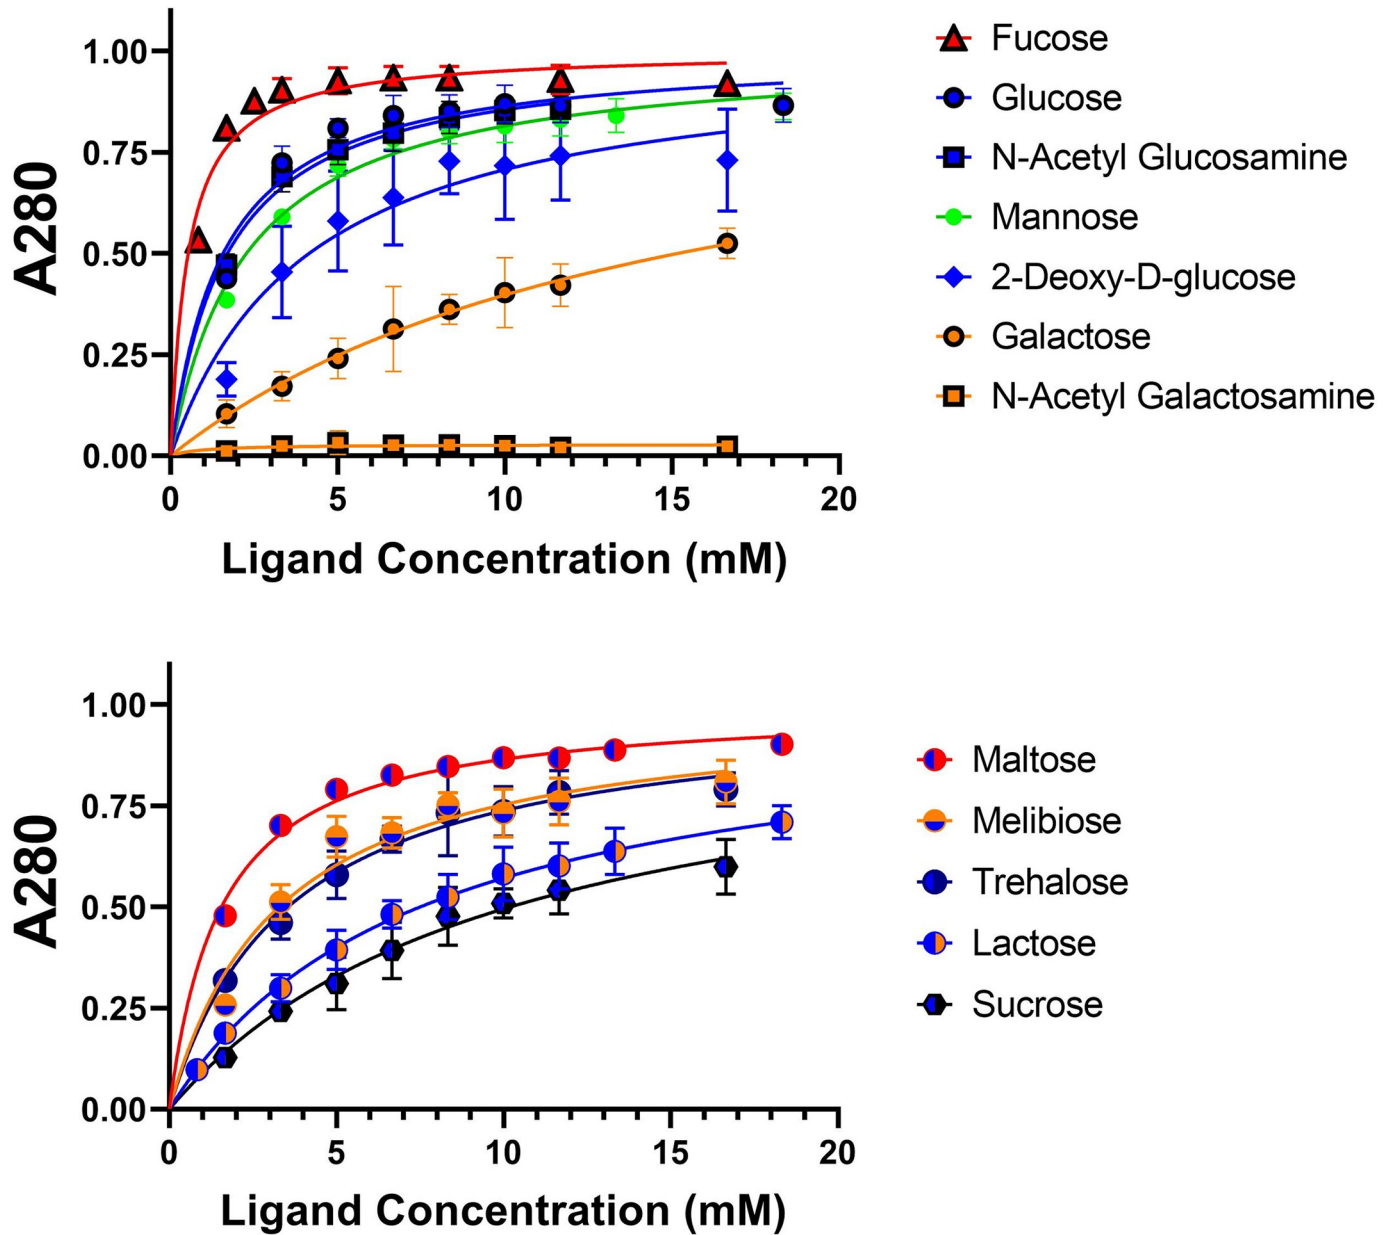 A280
1.00
0.75
0.50
0.25
0.00
0 5 10 15 20
Ligand Concentration (mM)
Fucose
Glucose
N-Acetyl Glucosamine
Mannose
2-Deoxy-D-glucose
Galactose
N-Acetyl Galactosamine
A280
1.00
0.75
0.50
0.25
0.00
0 5 10 15 20
Ligand Concentration (mM)
Maltose
Melibiose
Trehalose
Lactose
Sucrose